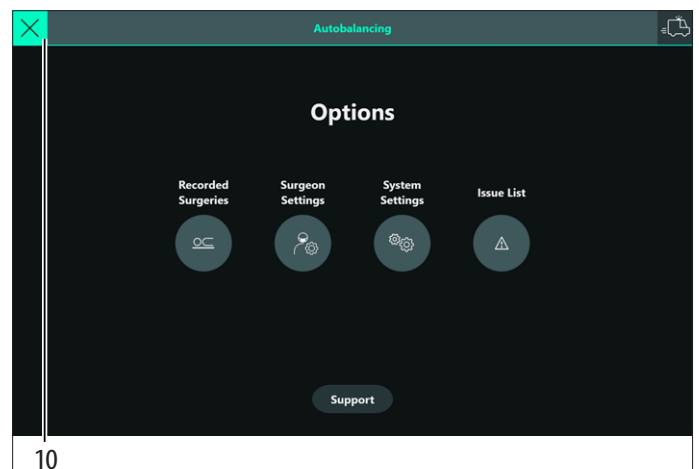 Autobalancing
Options
Recorded
Surgeries
Surgeon
Settings
System
Settings
Issue List
Support
10